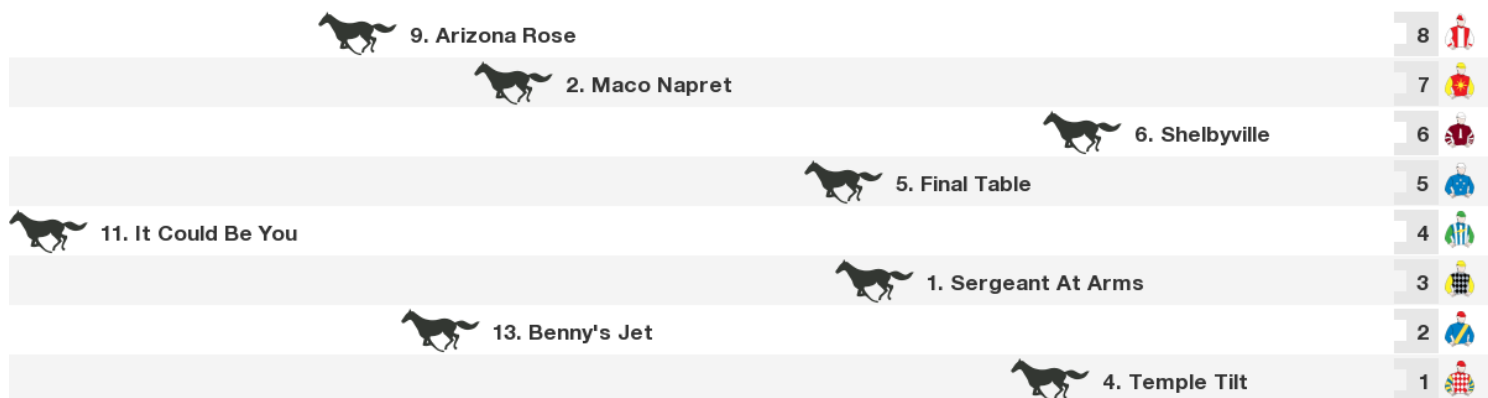 9. Arizona Rose 8
2. Maco Napret 7
6. Shelbyville 6
5. Final Table 5
11. It Could Be You 4
1. Sergeant At Arms 3
13. Benny's Jet 2
4. Temple Tilt 1